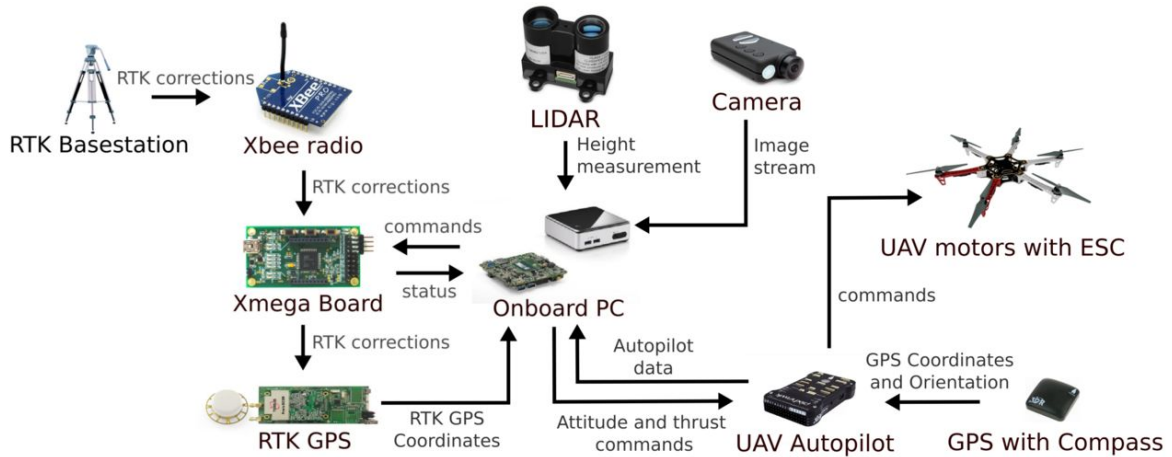 RTK corrections
RTK Basestation
XBee
PRO
Xbee radio
LIDAR
Camera
RTK corrections
Height
measurement
Image
stream
commands
status
Xmega Board
Onboard PC
UAV motors with ESC
commands
RTK corrections
RTK GPS
Coordinates
RTK GPS
Autopilot
data
Attitude and thrust
commands
UAV Autopilot
GPS Coordinates
and Orientation
GPS with Compass